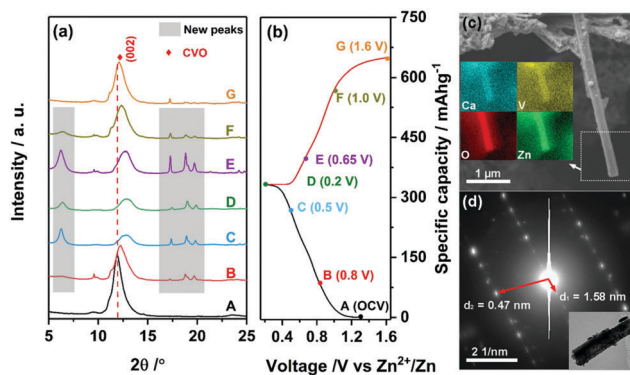 (a)
New peaks
(002)
CVO
G
F
E
D
C
B
A
Intensity / a. u.
5 10 15 20 25
2θ /°
(b)
G (1.6 V)
F (1.0 V)
E (0.65 V)
D (0.2 V)
C (0.5 V)
B (0.8 V)
A (OCV)
750
600
450
300
150
0
Specific capacity / mAhg⁻¹
0.4 0.8 1.2 1.6
Voltage /V vs Zn²⁺/Zn
(c)
Ca V
O Zn
1 μm
(d)
d₂ = 0.47 nm
d₁ = 1.58 nm
2 1/nm